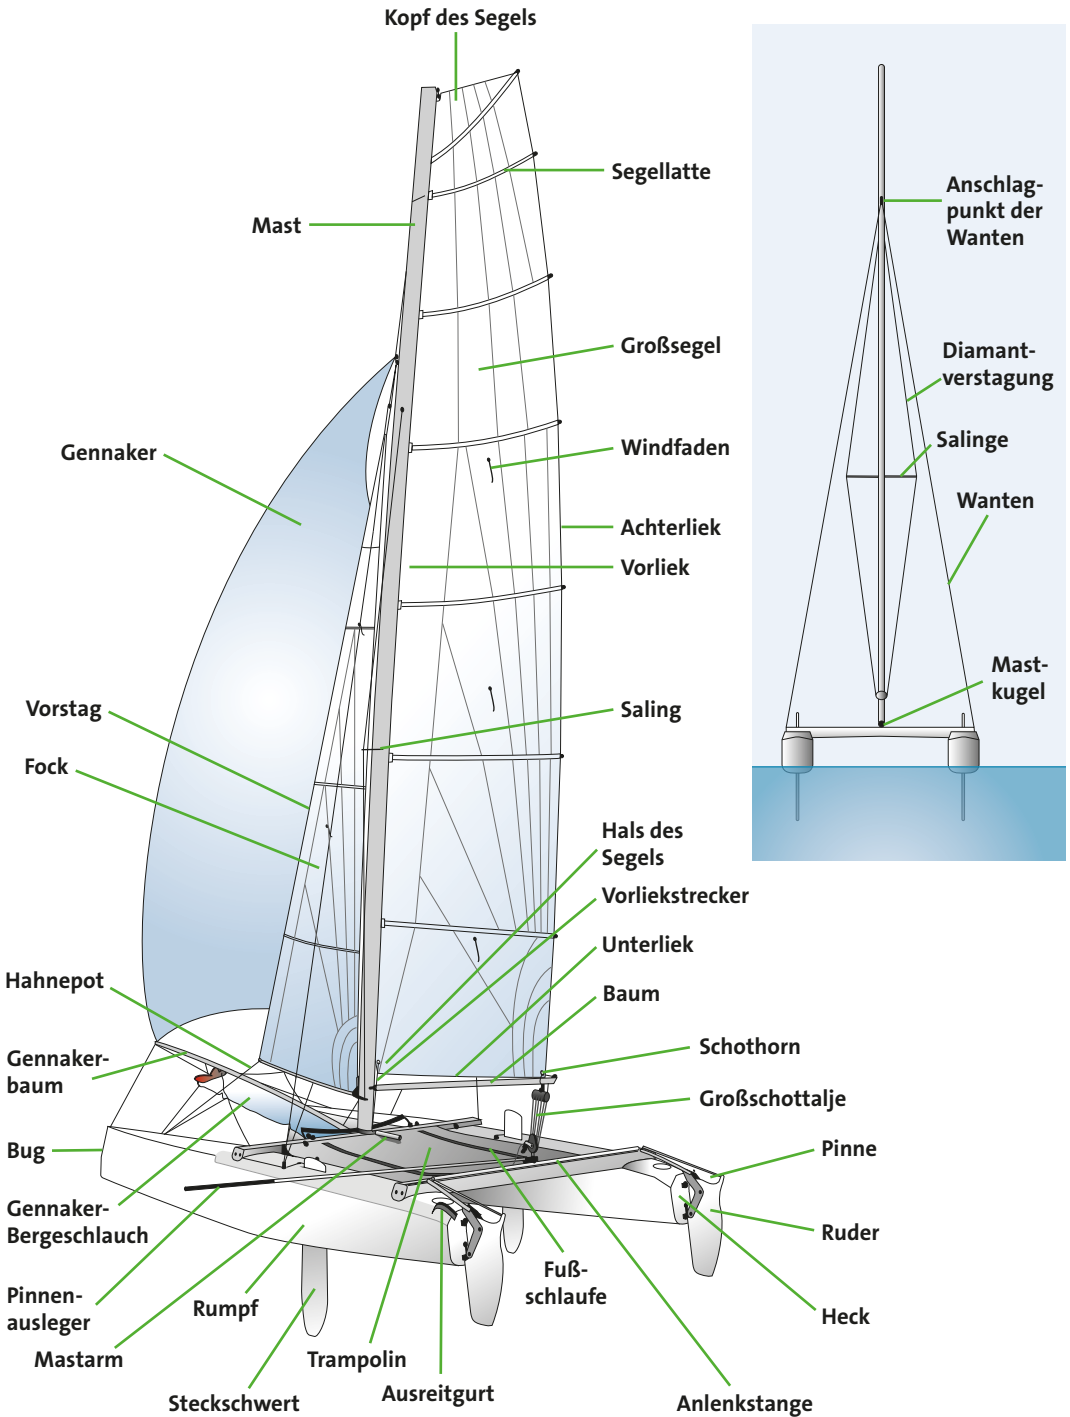 Kopf des Segels
Segellatte
Mast
Großsegel
Gennaker
Windfaden
Achterliek
Vorliek
Vorstag
Saling
Fock
Hals des
Segels
Vorliekstrecker
Unterliek
Hahnepot
Baum
Gennaker-
baum
Schothorn
Großschottalje
Bug
Pinne
Gennaker-
Bergeschlauch
Ruder
Pinnen-
ausleger
Rumpf
Fuß-
schlaufe
Heck
Mastarm
Trampolin
Ausreitgurt
Steckschwert
Anlenkstange
Anschlag-
punkt der
Wanten
Diamant-
verstagung
Salinge
Wanten
Mast-
kugel